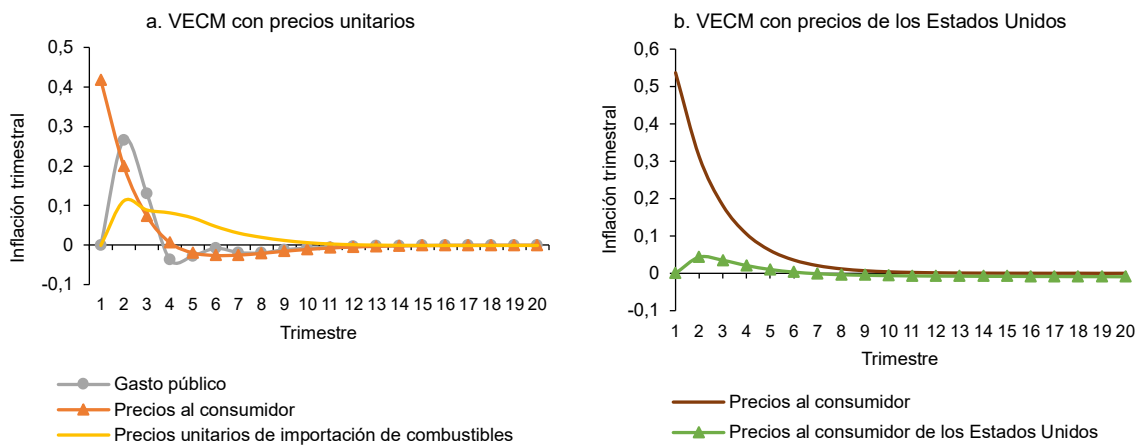 a. VECM con precios unitarios
Inflación trimestral
0,5
0,4
0,3
0,2
0,1
0
-0,1
1 2 3 4 5 6 7 8 9 10 11 12 13 14 15 16 17 18 19 20
Trimestre
Gasto público
Precios al consumidor
Precios unitarios de importación de combustibles
b. VECM con precios de los Estados Unidos
Inflación trimestral
0,6
0,5
0,4
0,3
0,2
0,1
0
-0,1
1 2 3 4 5 6 7 8 9 10 11 12 13 14 15 16 17 18 19 20
Trimestre
Precios al consumidor
Precios al consumidor de los Estados Unidos